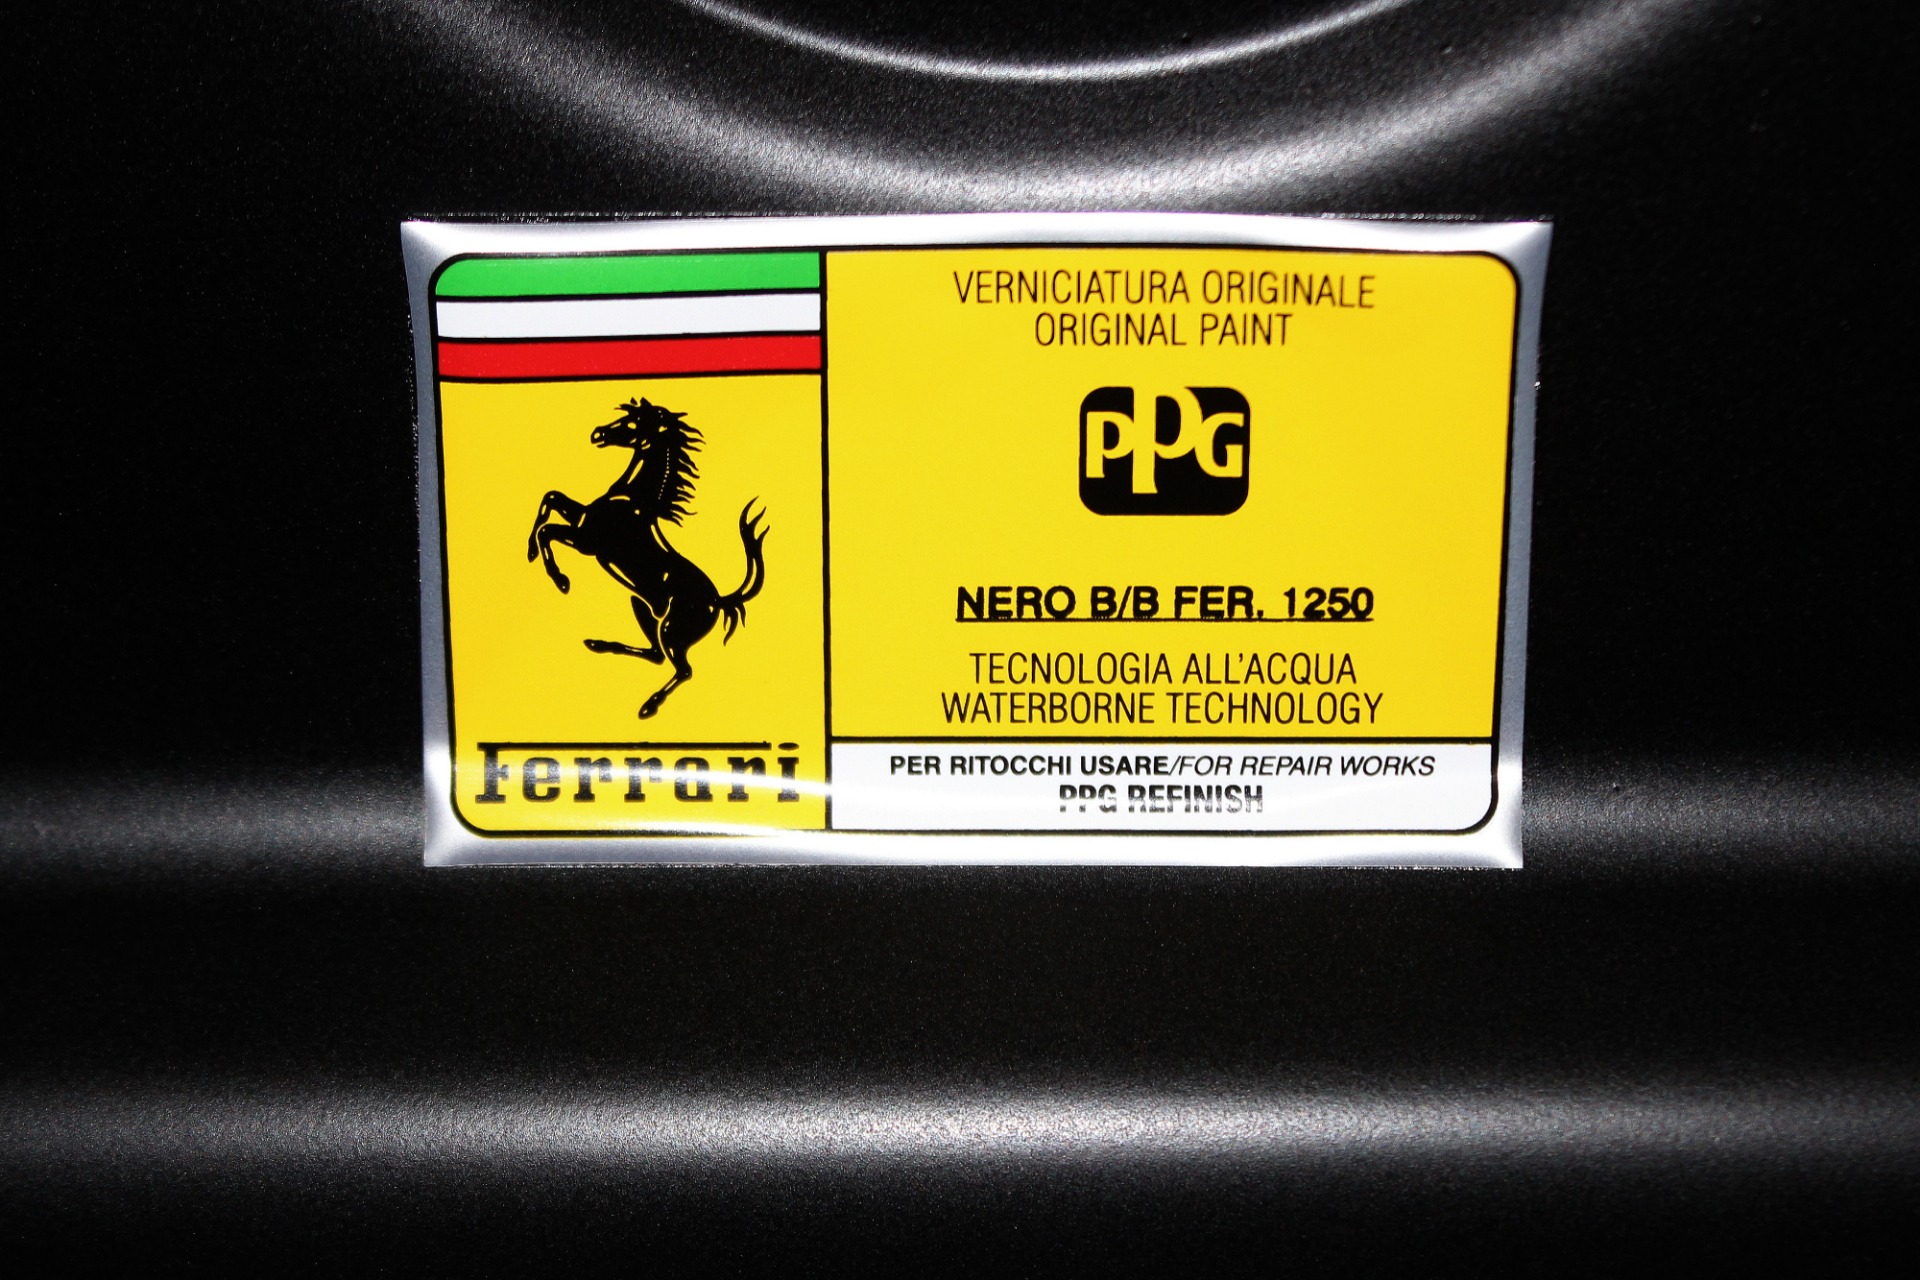 Ferrari
VERNICIATURA ORIGINALE
ORIGINAL PAINT
PPG
NERO B/B FER. 1250
TECNOLOGIA ALL'ACQUA
WATERBORNE TECHNOLOGY
PER RITOCCHI USARE/FOR REPAIR WORKS
PPG REFINISH